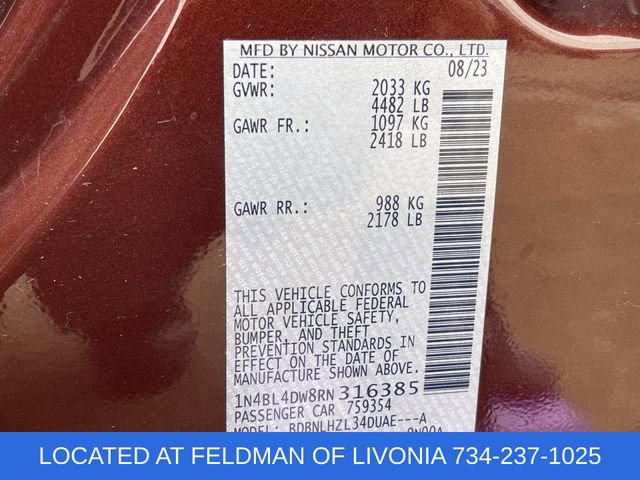 MFD BY NISSAN MOTOR CO., LTD.
DATE: 08/23
GVWR: 2033 KG
4482 LB
GAWR FR.: 1097 KG
2418 LB
GAWR RR.: 988 KG
2178 LB
THIS VEHICLE CONFORMS TO
ALL APPLICABLE FEDERAL
MOTOR VEHICLE SAFETY,
BUMPER, AND THEFT
PREVENTION STANDARDS IN
EFFECT ON THE DATE OF
MANUFACTURE SHOWN ABOVE.
1N4BL4DW8RN316385
PASSENGER CAR 759354
MODEL: BDBNLHZL34DUAE---A
LOCATED AT FELDMAN OF LIVONIA 734-237-1025